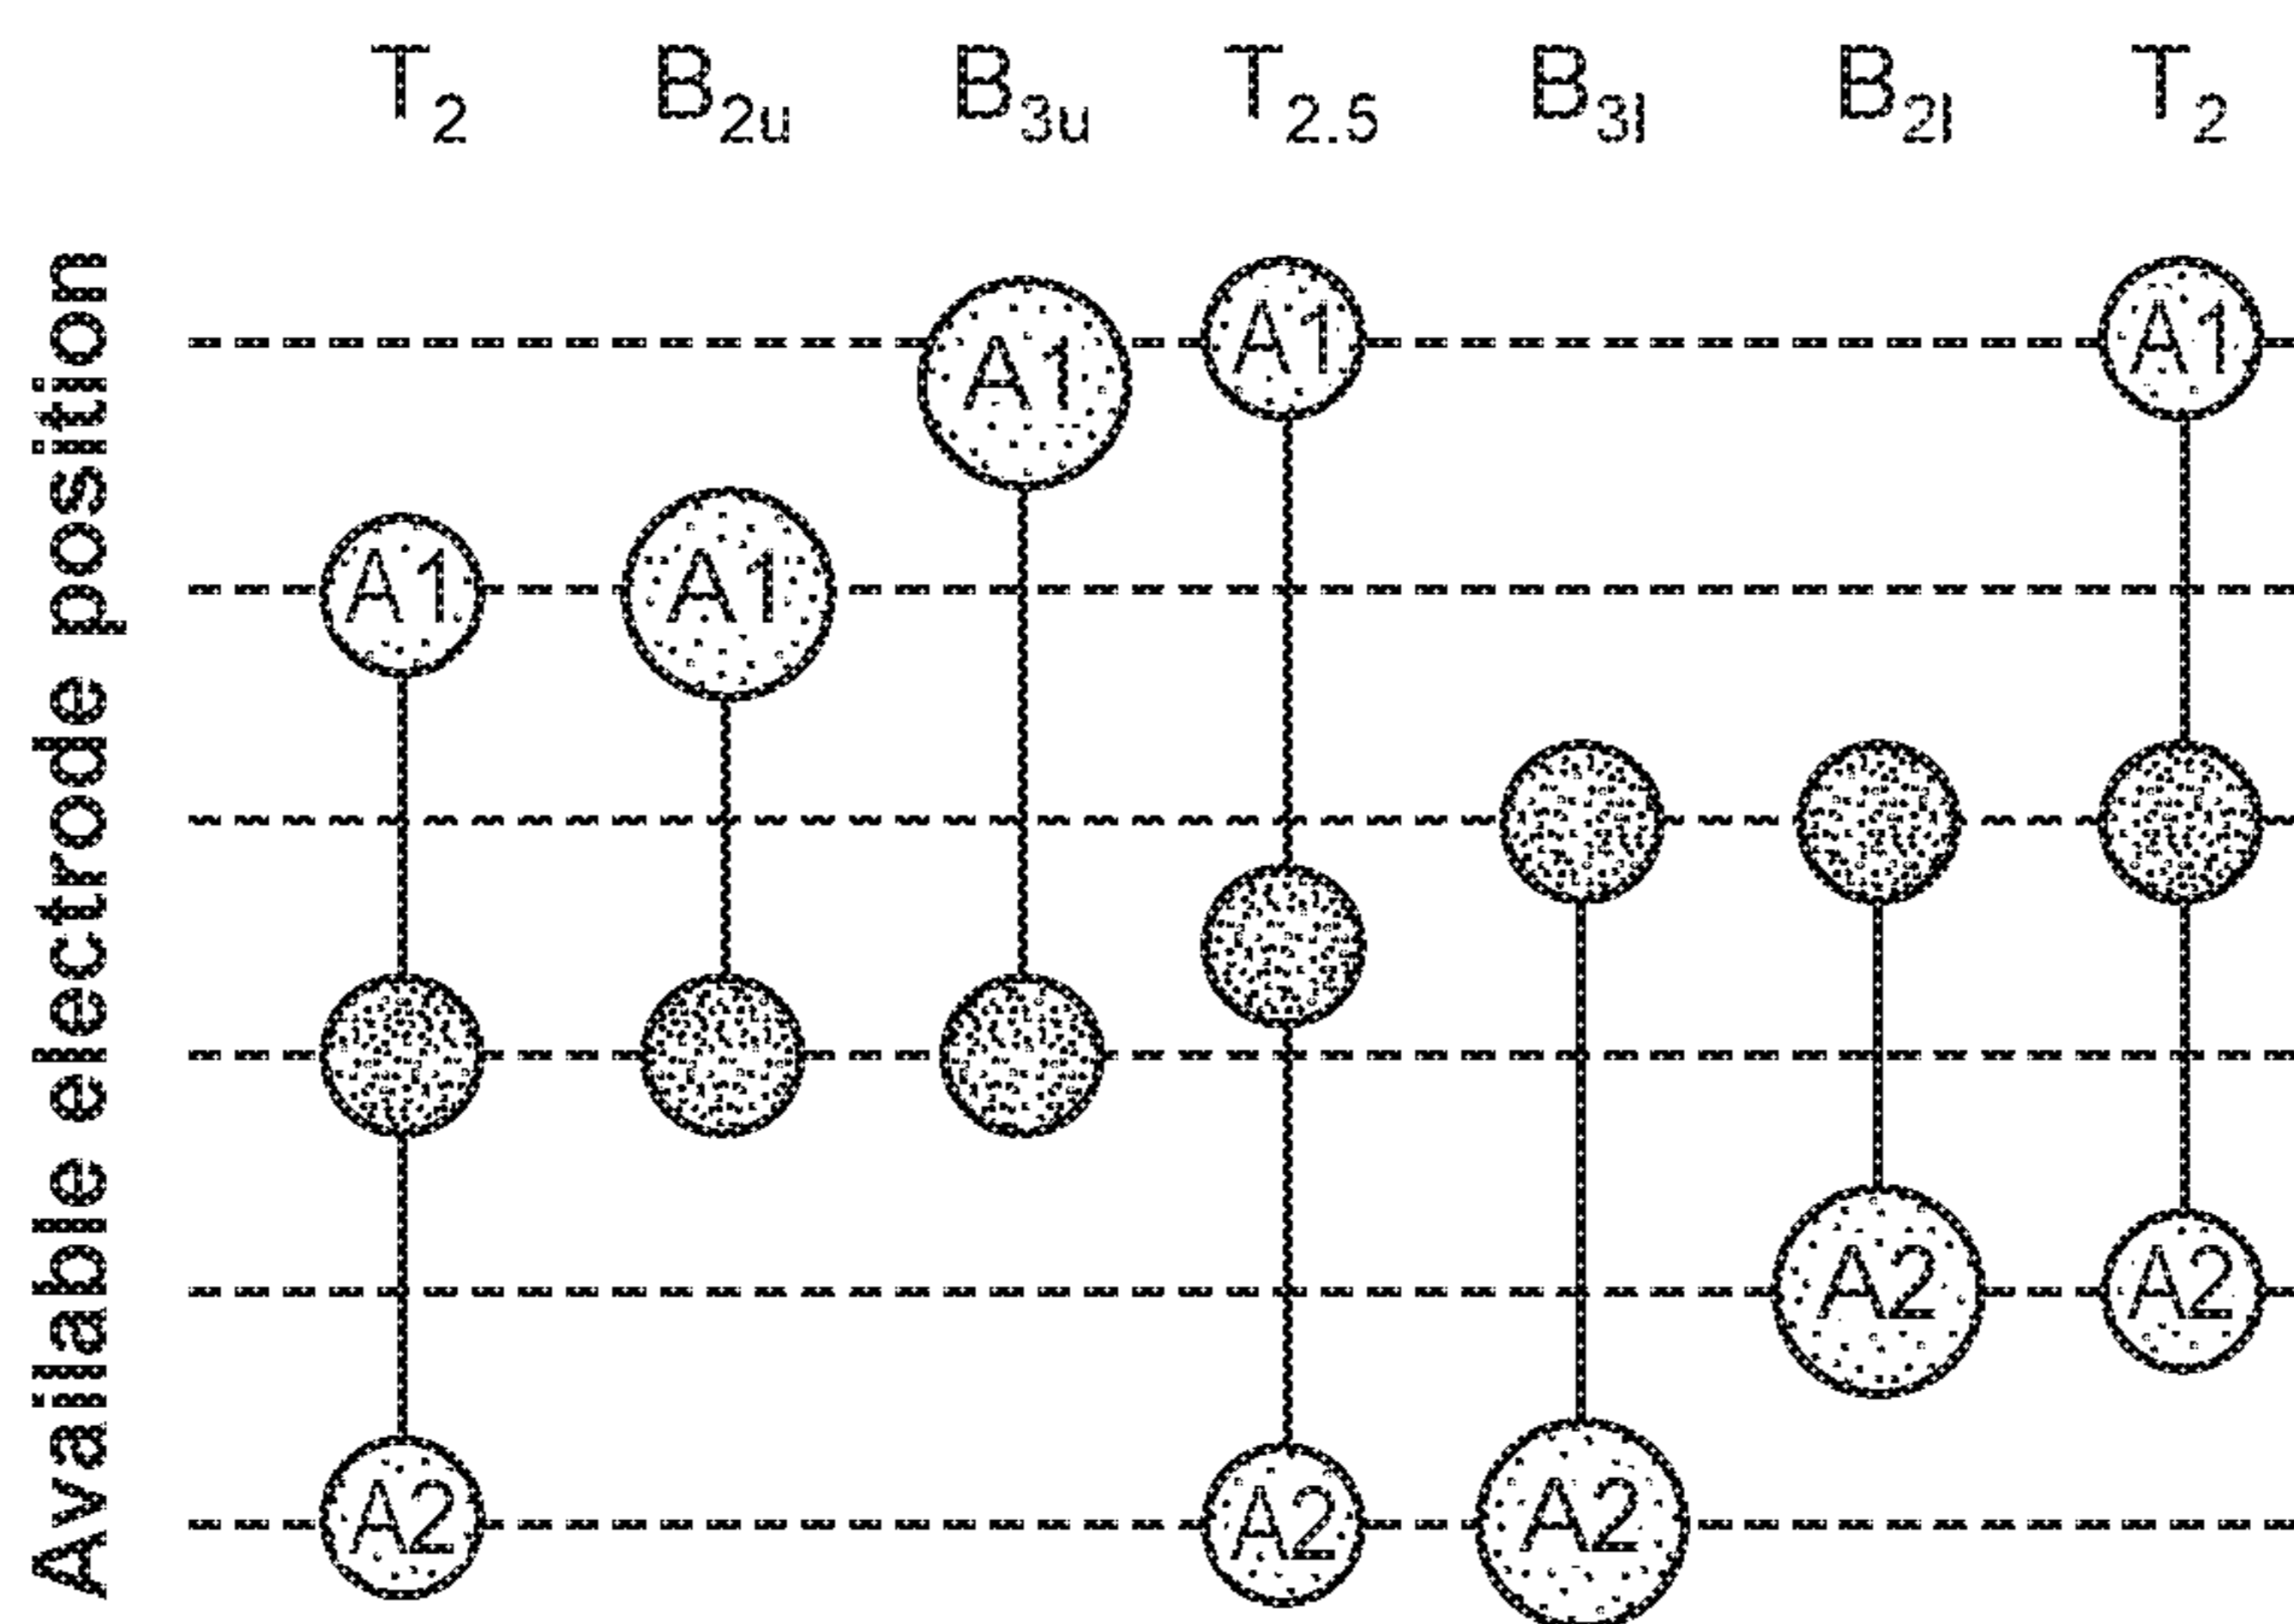 T2 B2u B3u T2.5 B3l B2l T2
Available electrode position
A1 A1 A1
A1 A1
A2 A2
A2 A2 A2